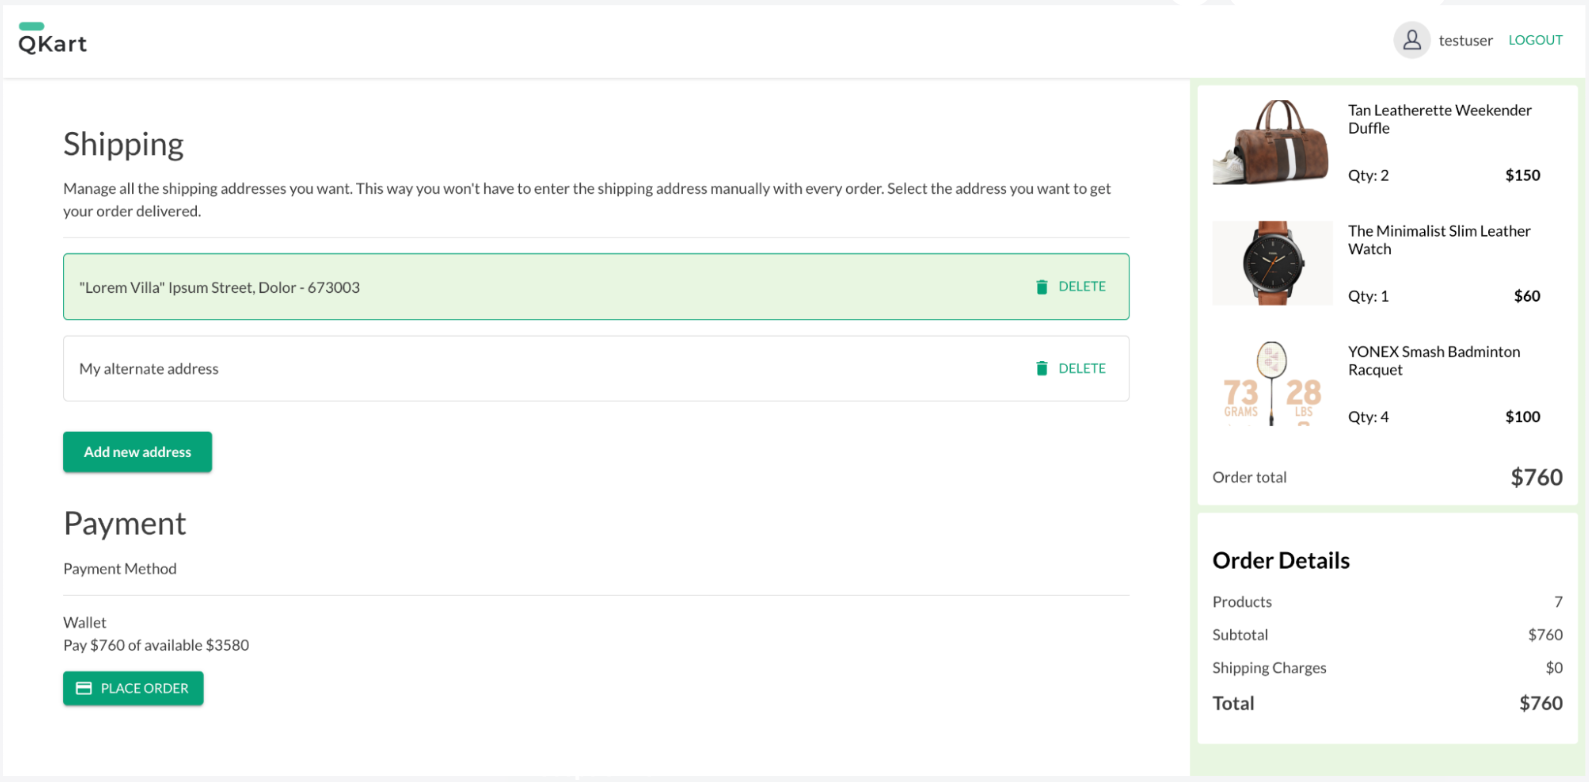 QKart
testuser LOGOUT
Shipping
Manage all the shipping addresses you want. This way you won't have to enter the shipping address manually with every order. Select the address you want to get
your order delivered.
"Lorem Villa" Ipsum Street, Dolor - 673003 DELETE
My alternate address DELETE
Add new address
Payment
Payment Method
Wallet
Pay $760 of available $3580
PLACE ORDER
Tan Leatherette Weekender
Duffle
Qty: 2 $150
The Minimalist Slim Leather
Watch
Qty: 1 $60
YONEX Smash Badminton
Racquet
73 28
GRAMS LBS
Qty: 4 $100
Order total $760
Order Details
Products 7
Subtotal $760
Shipping Charges $0
Total $760